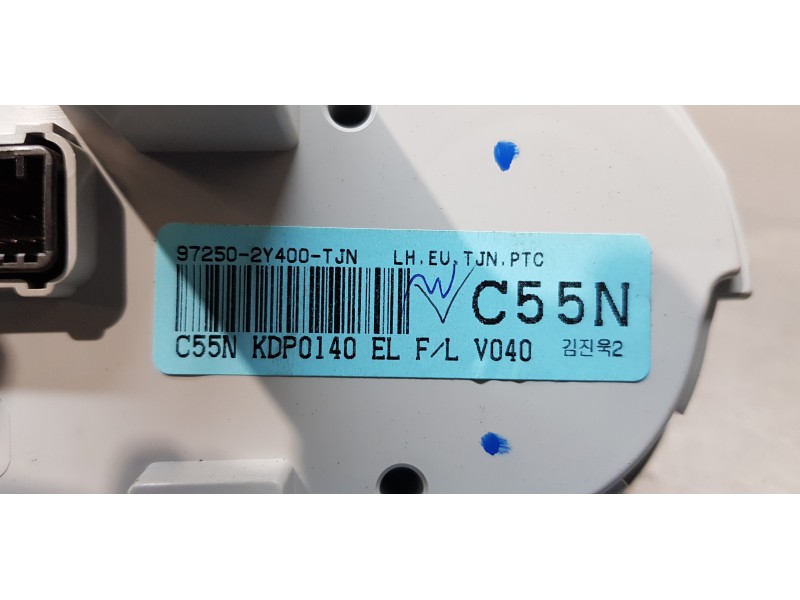 97250-2Y400-TJN LH.EU.TJN.PTC
C55N
C55N KDP0140 EL F/L V040 김진욱2